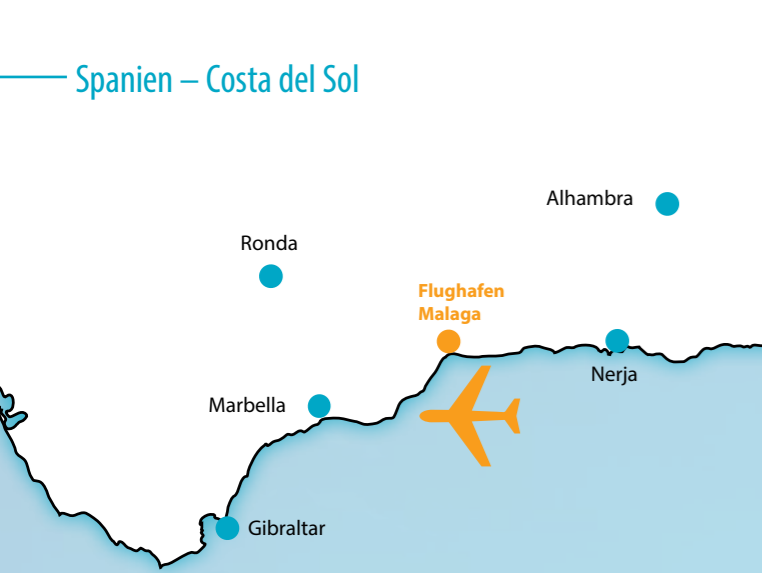 Spanien – Costa del Sol
Alhambra
Ronda
Flughafen
Malaga
Nerja
Marbella
Gibraltar